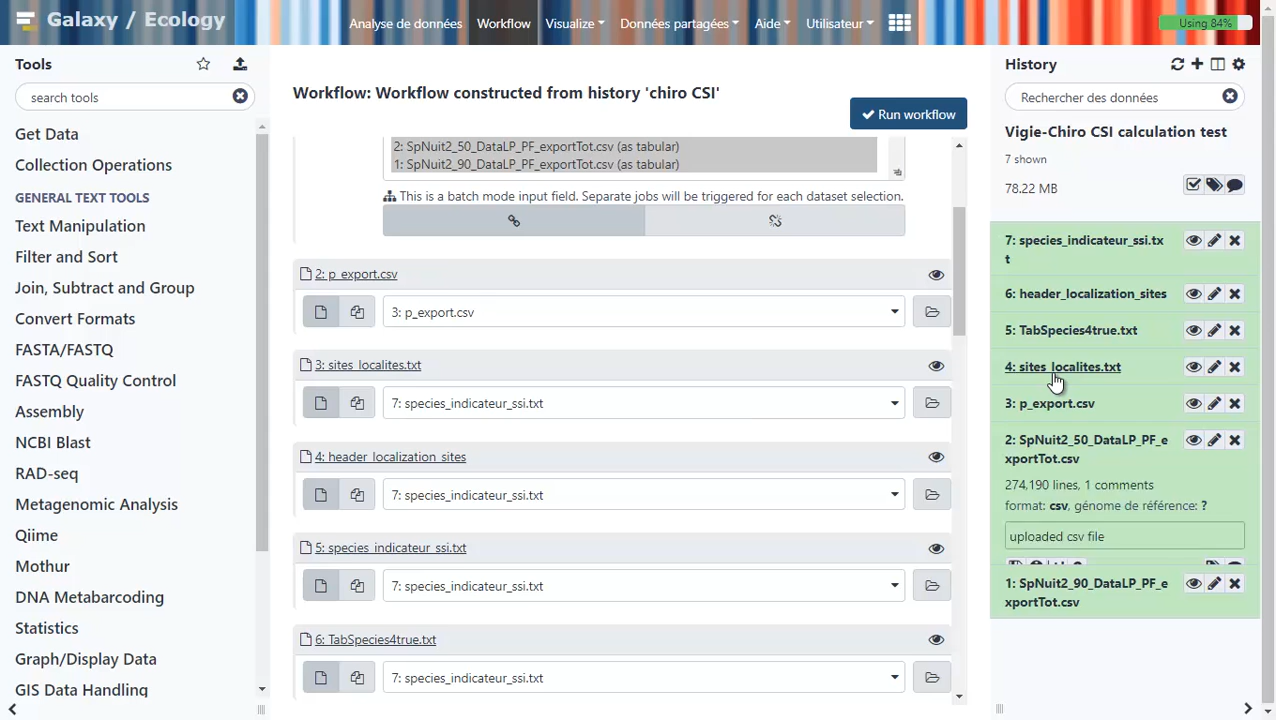 Galaxy / Ecology
Analyse de données
Workflow
Visualize
Données partagées
Aide
Utilisateur
Using 84%
Tools
search tools
Get Data
Collection Operations
GENERAL TEXT TOOLS
Text Manipulation
Filter and Sort
Join, Subtract and Group
Convert Formats
FASTA/FASTQ
FASTQ Quality Control
Assembly
NCBI Blast
RAD-seq
Metagenomic Analysis
Qiime
Mothur
DNA Metabarcoding
Statistics
Graph/Display Data
GIS Data Handling
Workflow: Workflow constructed from history 'chiro CSI'
Run workflow
2: SpNuit2_50_DataLP_PF_exportTot.csv (as tabular)
1: SpNuit2_90_DataLP_PF_exportTot.csv (as tabular)
This is a batch mode input field. Separate jobs will be triggered for each dataset selection.
2: p_export.csv
3: p_export.csv
3: sites_localites.txt
7: species_indicateur_ssi.txt
4: header_localization_sites
7: species_indicateur_ssi.txt
5: species_indicateur_ssi.txt
7: species_indicateur_ssi.txt
6: TabSpecies4true.txt
7: species_indicateur_ssi.txt
History
Rechercher des données
Vigie-Chiro CSI calculation test
7 shown
78.22 MB
7: species_indicateur_ssi.tx
t
6: header_localization_sites
5: TabSpecies4true.txt
4: sites_localites.txt
3: p_export.csv
2: SpNuit2_50_DataLP_PF_e
xportTot.csv
274,190 lines, 1 comments
format: csv, génome de référence: ?
uploaded csv file
1: SpNuit2_90_DataLP_PF_e
xportTot.csv